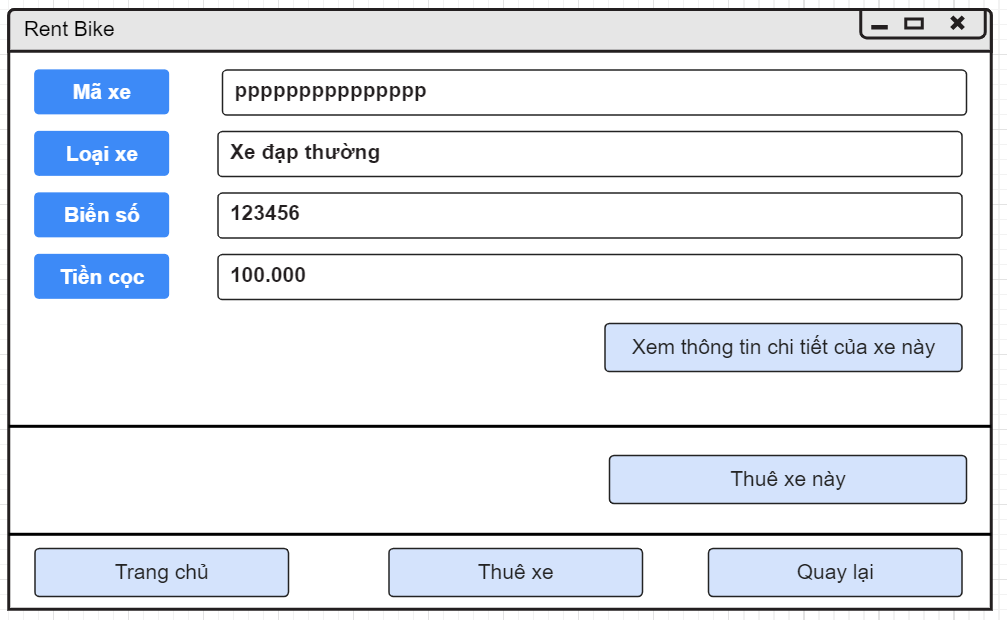 Rent Bike
Mã xe
ppppppppppppppp
Loại xe
Xe đạp thường
Biển số
123456
Tiền cọc
100.000
Xem thông tin chi tiết của xe này
Thuê xe này
Trang chủ
Thuê xe
Quay lại